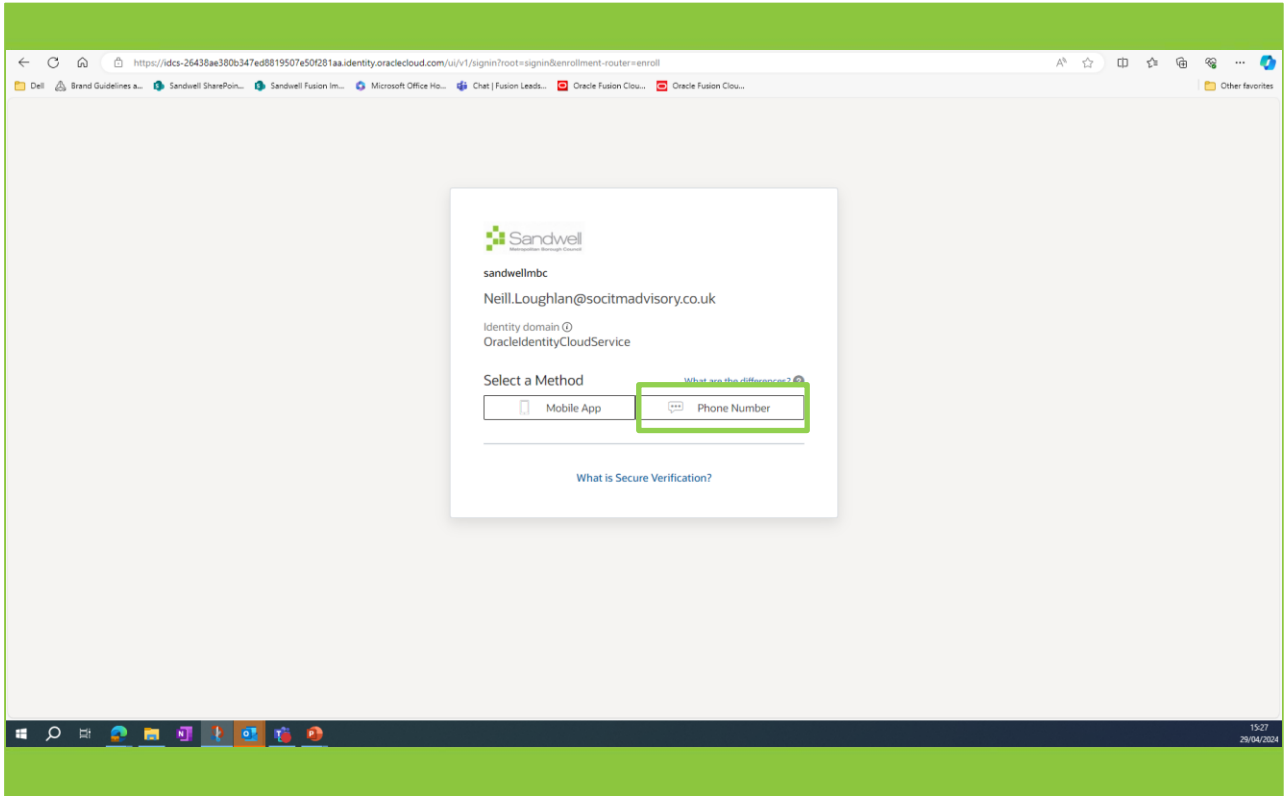 https://idcs-26438ae380b347ed8819507e50f281aa.identity.oraclecloud.com/ui/v1/signin?root=signin&enrollment-router=enroll
Dell Brand Guidelines a... Sandwell SharePoin... Sandwell Fusion Im... Microsoft Office Ho... Chat | Fusion Leads... Oracle Fusion Clou... Oracle Fusion Clou... Other favorites
Sandwell
Metropolitan Borough Council
sandwellmbc
Neill.Loughlan@socitmadvisory.co.uk
Identity domain
OracleIdentityCloudService
Select a Method What are the differences?
Mobile App Phone Number
What is Secure Verification?
15:27
29/04/2024